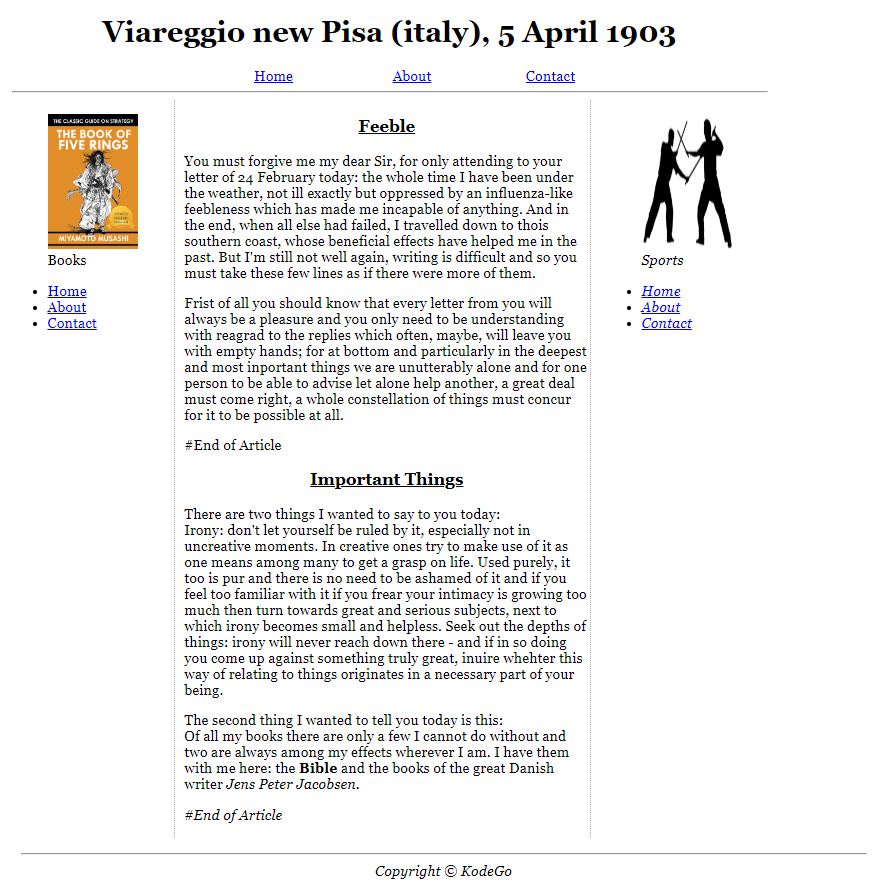 Viareggio new Pisa (italy), 5 April 1903
Home About Contact
THE CLASSIC GUIDE ON STRATEGY
THE BOOK OF
FIVE RINGS
MIYAMOTO MUSASHI
Books
Home
About
Contact
Feeble
You must forgive me my dear Sir, for only attending to your
letter of 24 February today: the whole time I have been under
the weather, not ill exactly but oppressed by an influenza-like
feebleness which has made me incapable of anything. And in
the end, when all else had failed, I travelled down to thois
southern coast, whose beneficial effects have helped me in the
past. But I'm still not well again, writing is difficult and so you
must take these few lines as if there were more of them.
Frist of all you should know that every letter from you will
always be a pleasure and you only need to be understanding
with reagrad to the replies which often, maybe, will leave you
with empty hands; for at bottom and particularly in the deepest
and most inportant things we are unutterably alone and for one
person to be able to advise let alone help another, a great deal
must come right, a whole constellation of things must concur
for it to be possible at all.
#End of Article
Important Things
There are two things I wanted to say to you today:
Irony: don't let yourself be ruled by it, especially not in
uncreative moments. In creative ones try to make use of it as
one means among many to get a grasp on life. Used purely, it
too is pur and there is no need to be ashamed of it and if you
feel too familiar with it if you frear your intimacy is growing too
much then turn towards great and serious subjects, next to
which irony becomes small and helpless. Seek out the depths of
things: irony will never reach down there - and if in so doing
you come up against something truly great, inuire whehter this
way of relating to things originates in a necessary part of your
being.
The second thing I wanted to tell you today is this:
Of all my books there are only a few I cannot do without and
two are always among my effects wherever I am. I have them
with me here: the Bible and the books of the great Danish
writer Jens Peter Jacobsen.
#End of Article
Sports
Home
About
Contact
Copyright © KodeGo